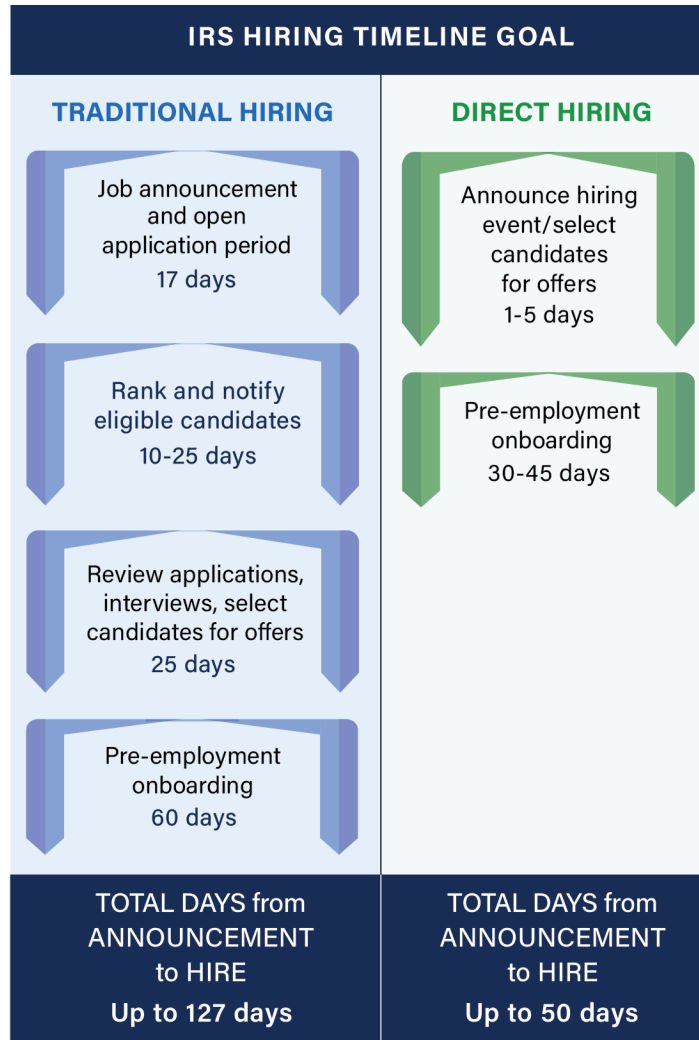 IRS HIRING TIMELINE GOAL
TRADITIONAL HIRING
Job announcement
and open
application period
17 days
Rank and notify
eligible candidates
10-25 days
Review applications,
interviews, select
candidates for offers
25 days
Pre-employment
onboarding
60 days
TOTAL DAYS from
ANNOUNCEMENT
to HIRE
Up to 127 days
DIRECT HIRING
Announce hiring
event/select
candidates
for offers
1-5 days
Pre-employment
onboarding
30-45 days
TOTAL DAYS from
ANNOUNCEMENT
to HIRE
Up to 50 days